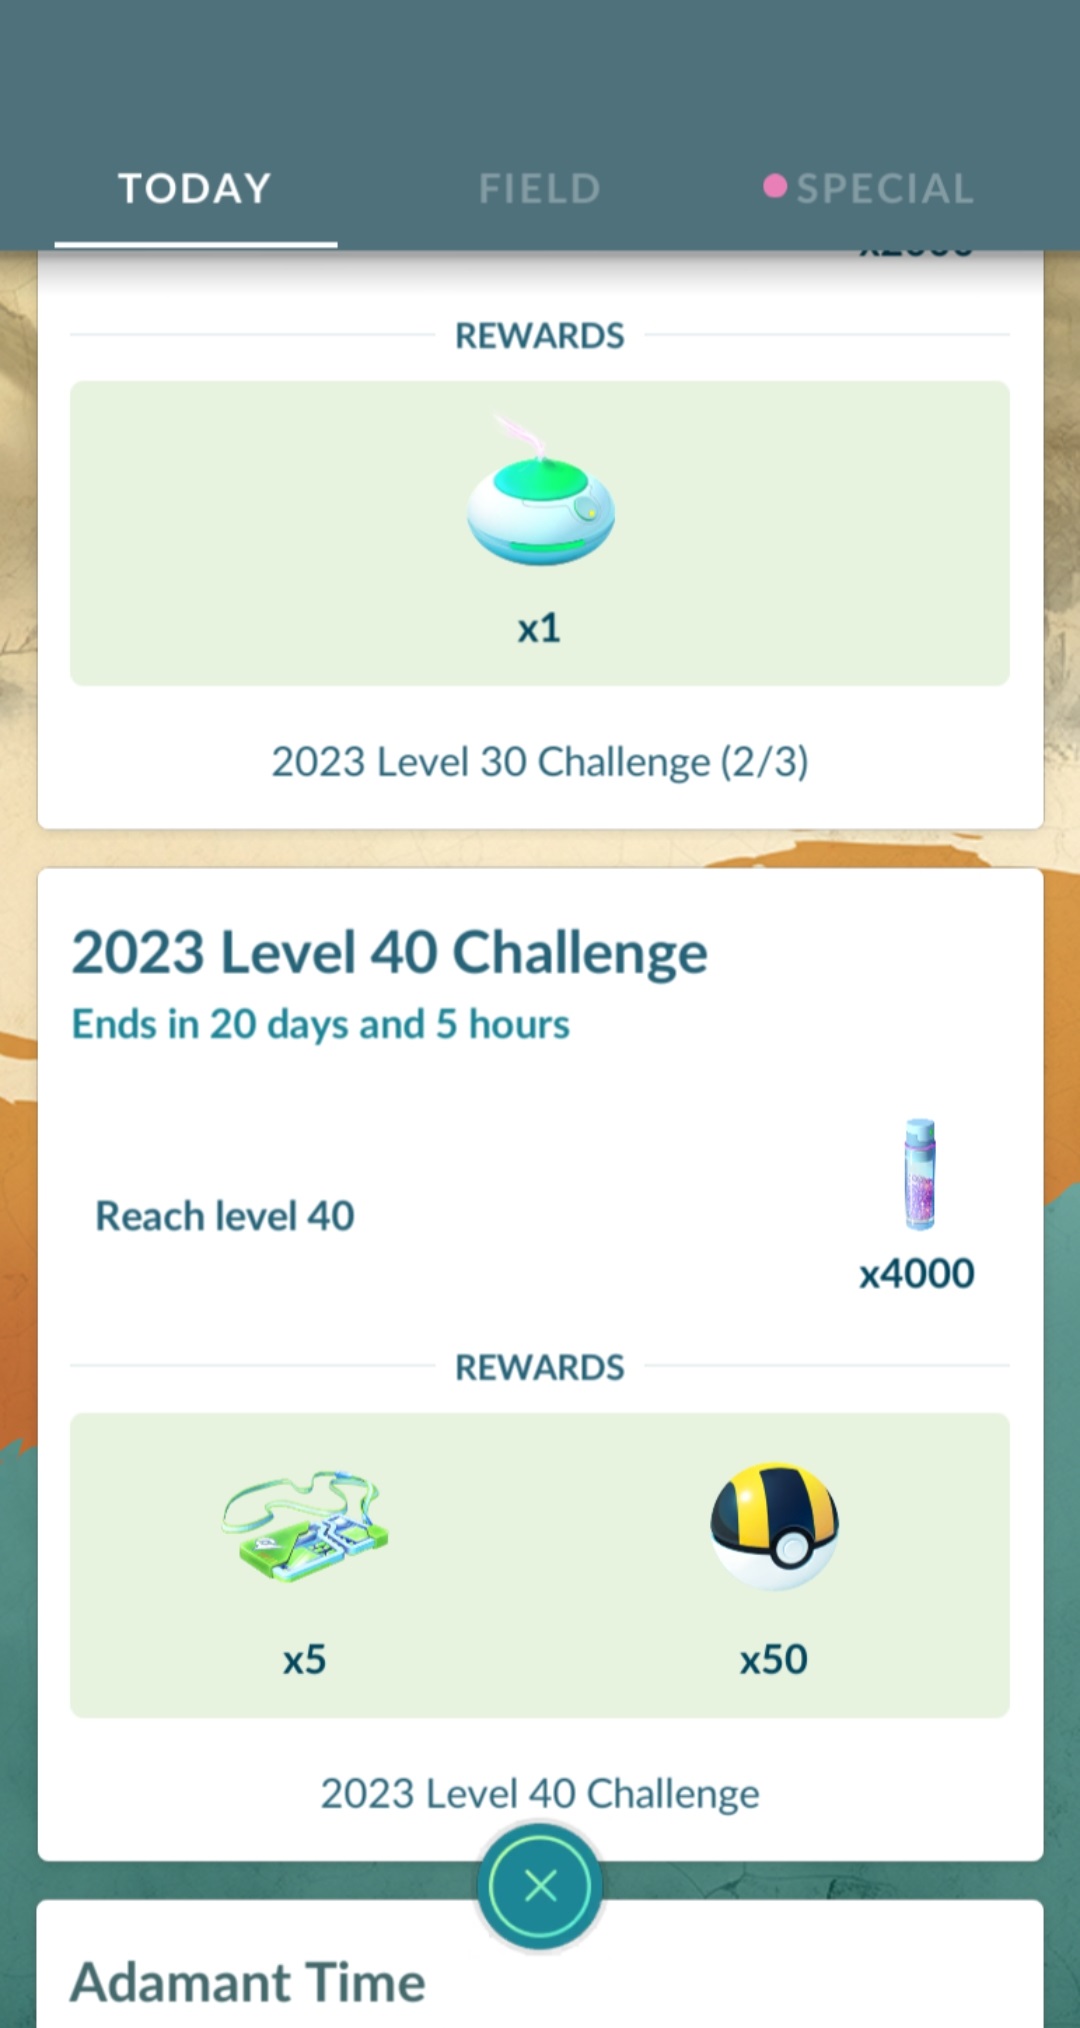 TODAY
FIELD
SPECIAL
REWARDS
x1
2023 Level 30 Challenge (2/3)
2023 Level 40 Challenge
Ends in 20 days and 5 hours
Reach level 40
x4000
REWARDS
x5
x50
2023 Level 40 Challenge
Adamant Time